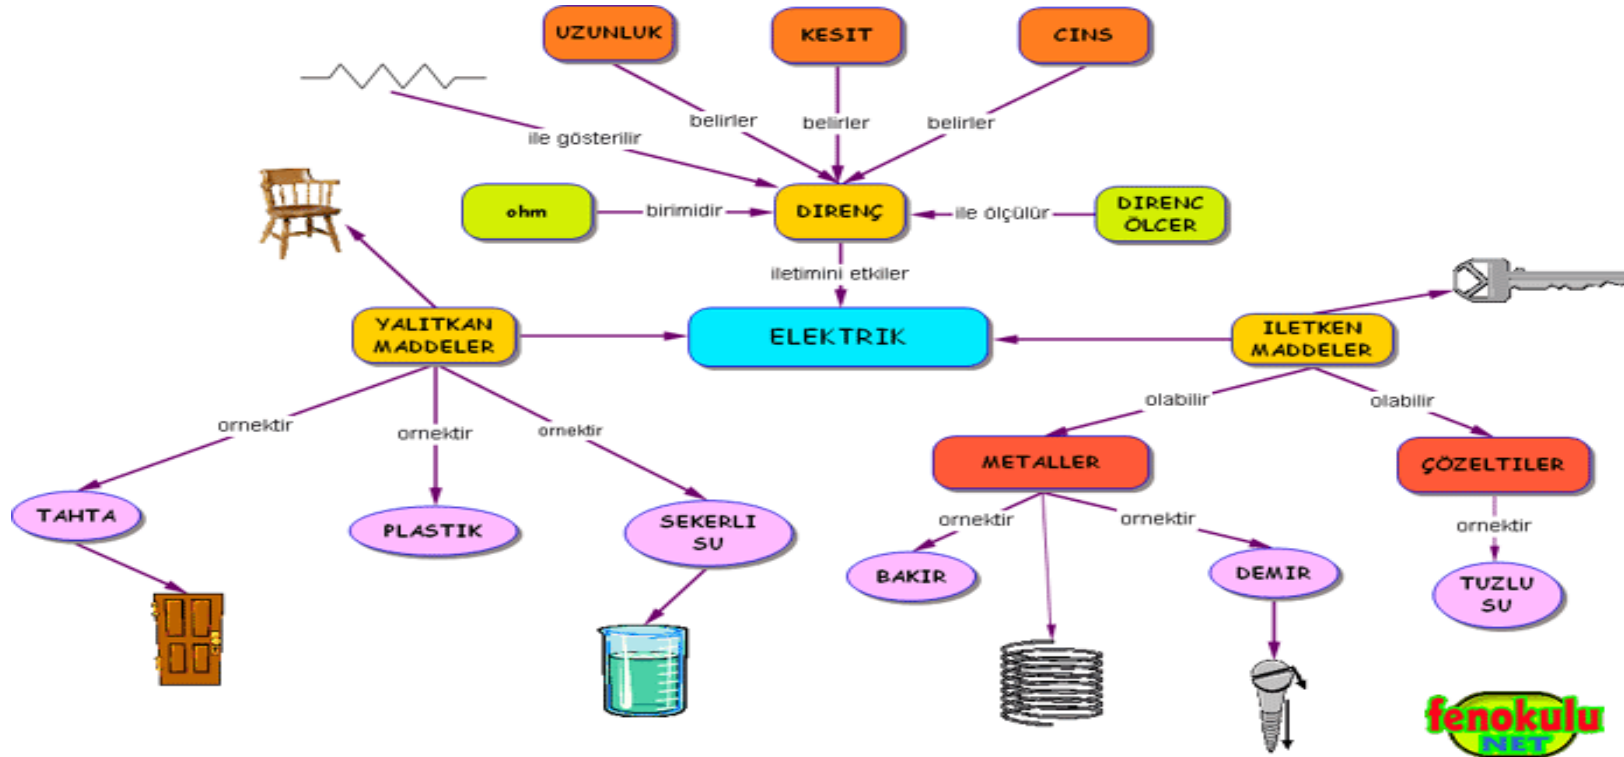 UZUNLUK
KESIT
CINS
belirler
belirler
belirler
ile gösterilir
ohm
birimidir
DIRENÇ
ile ölçülür
DIRENC
ÖLCER
iletimini etkiler
YALITKAN
MADDELER
ELEKTRIK
ILETKEN
MADDELER
ornektir
ornektir
ornektir
olabilir
olabilir
METALLER
ÇÖZELTILER
TAHTA
PLASTIK
SEKERLI
SU
ornektir
ornektir
ornektir
BAKIR
DEMIR
TUZLU
SU
fenokulu
NET